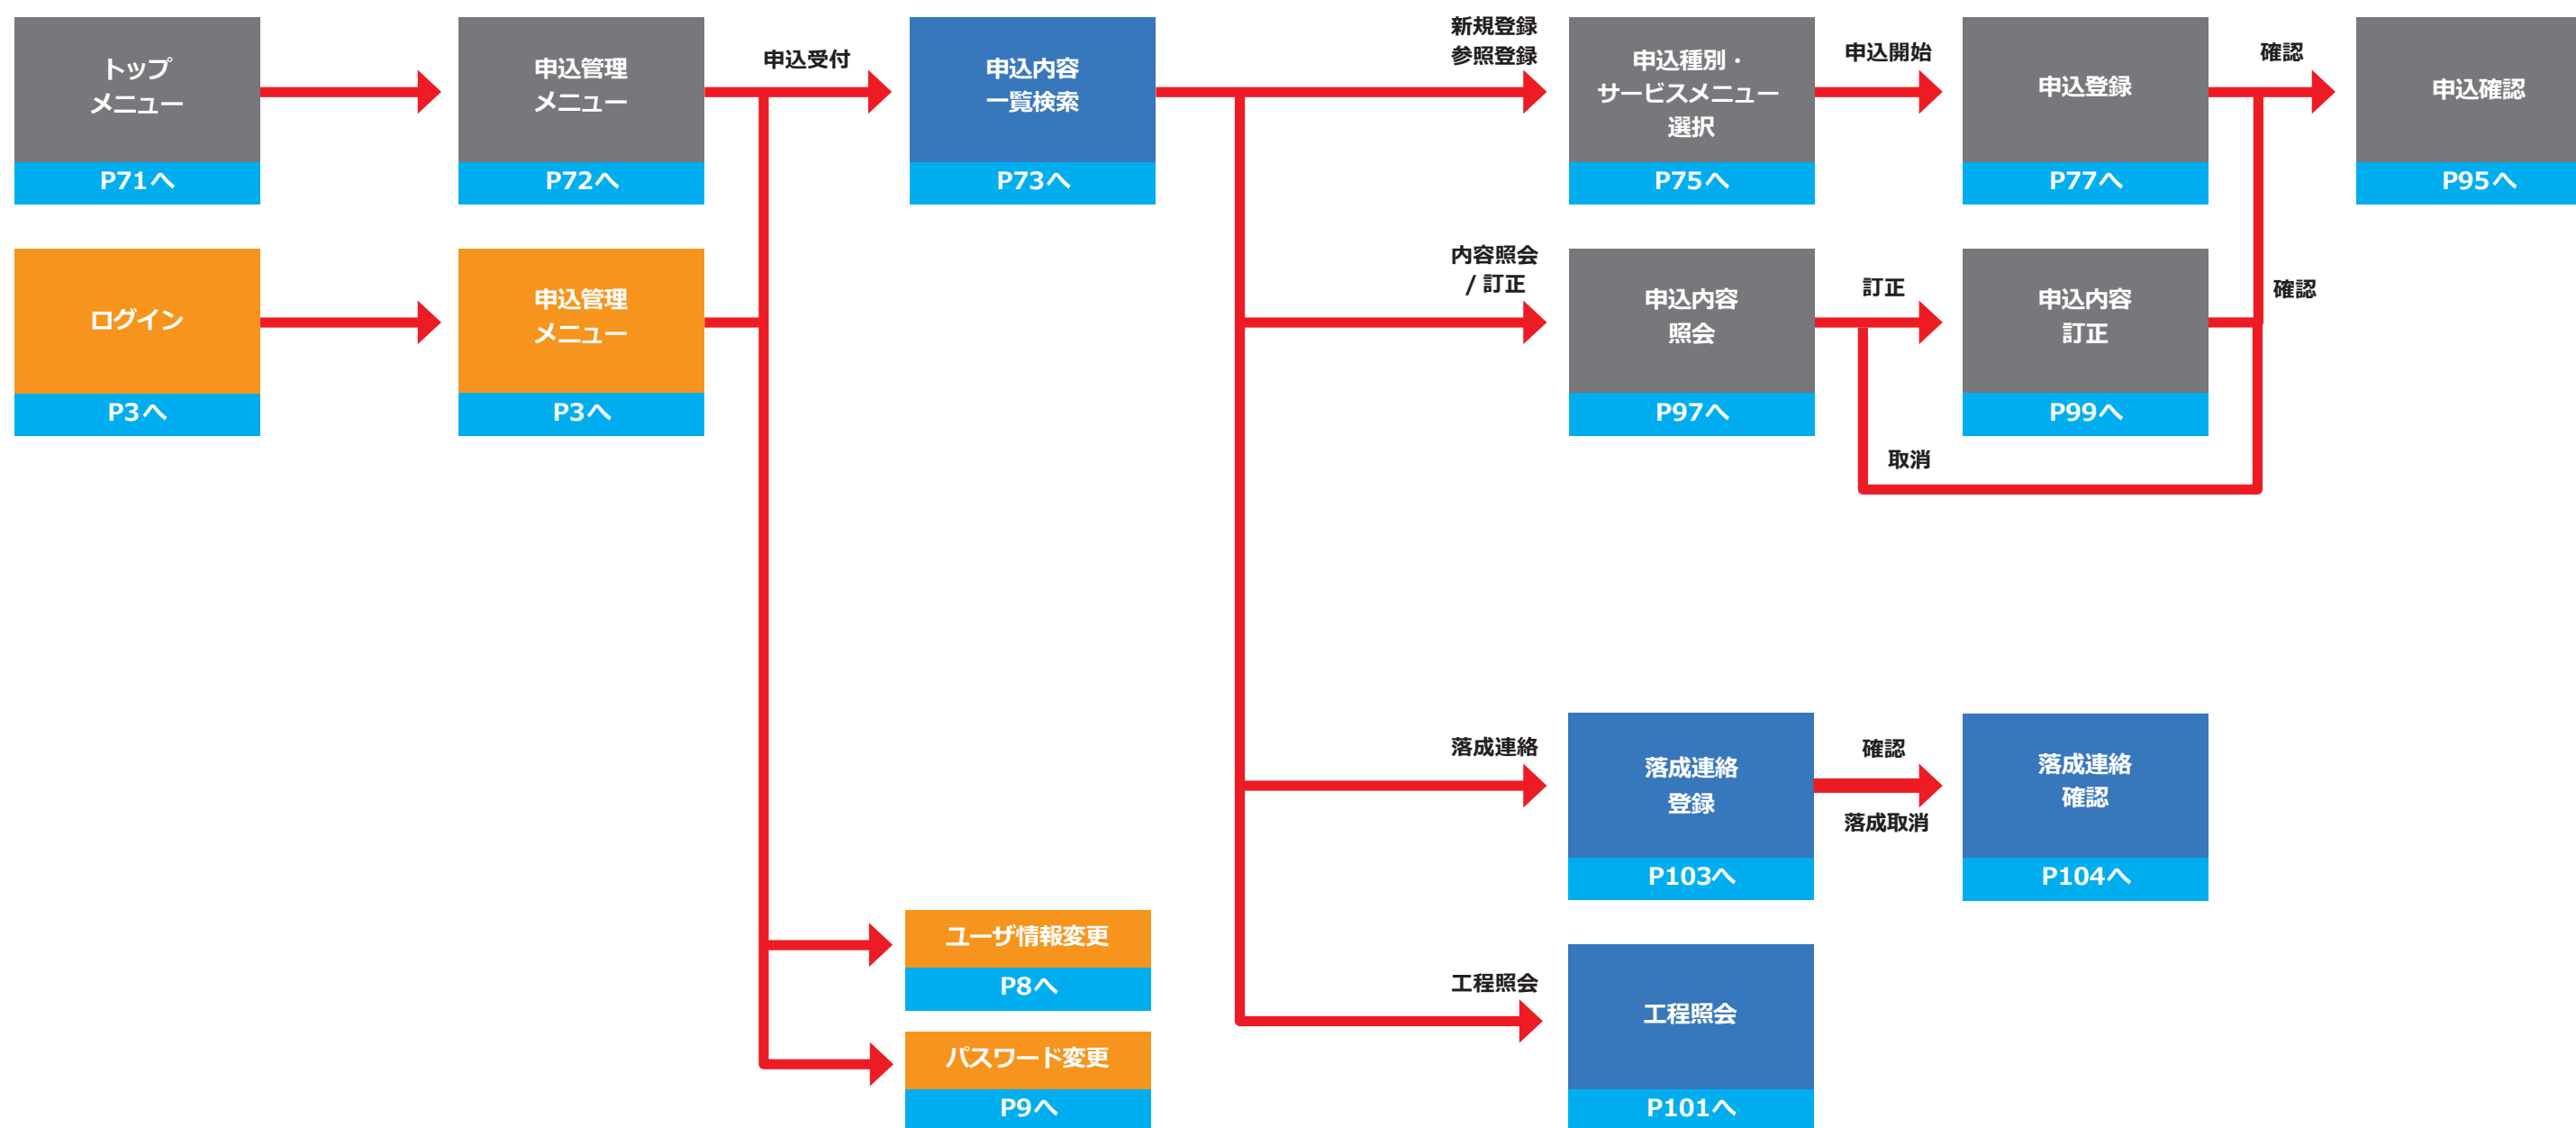 トップ
メニュー
P71へ
申込管理
メニュー
P72へ
申込受付
申込内容
一覧検索
P73へ
新規登録
参照登録
申込種別・
サービスメニュー
選択
P75へ
申込開始
申込登録
P77へ
確認
申込確認
P95へ
ログイン
P3へ
申込管理
メニュー
P3へ
内容照会
/ 訂正
申込内容
照会
P97へ
訂正
申込内容
訂正
P99へ
確認
取消
落成連絡
落成連絡
登録
P103へ
確認
落成取消
落成連絡
確認
P104へ
ユーザ情報変更
P8へ
工程照会
工程照会
P101へ
パスワード変更
P9へ